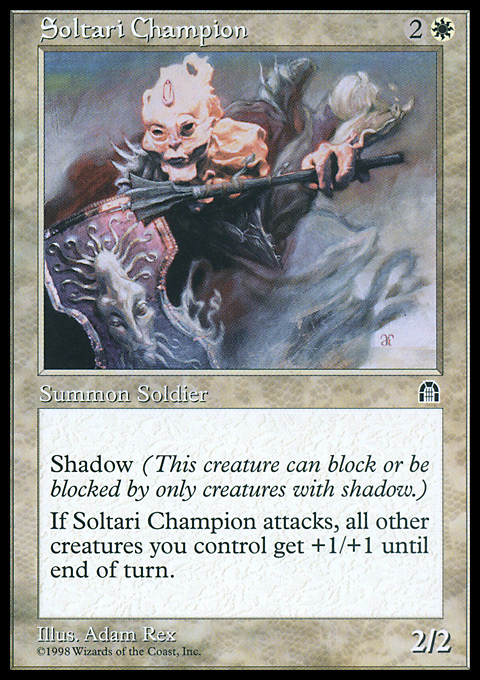 Soltari Champion 2
Summon Soldier
Shadow (This creature can block or be
blocked by only creatures with shadow.)
If Soltari Champion attacks, all other
creatures you control get +1/+1 until
end of turn.
Illus. Adam Rex
©1998 Wizards of the Coast, Inc.
2/2